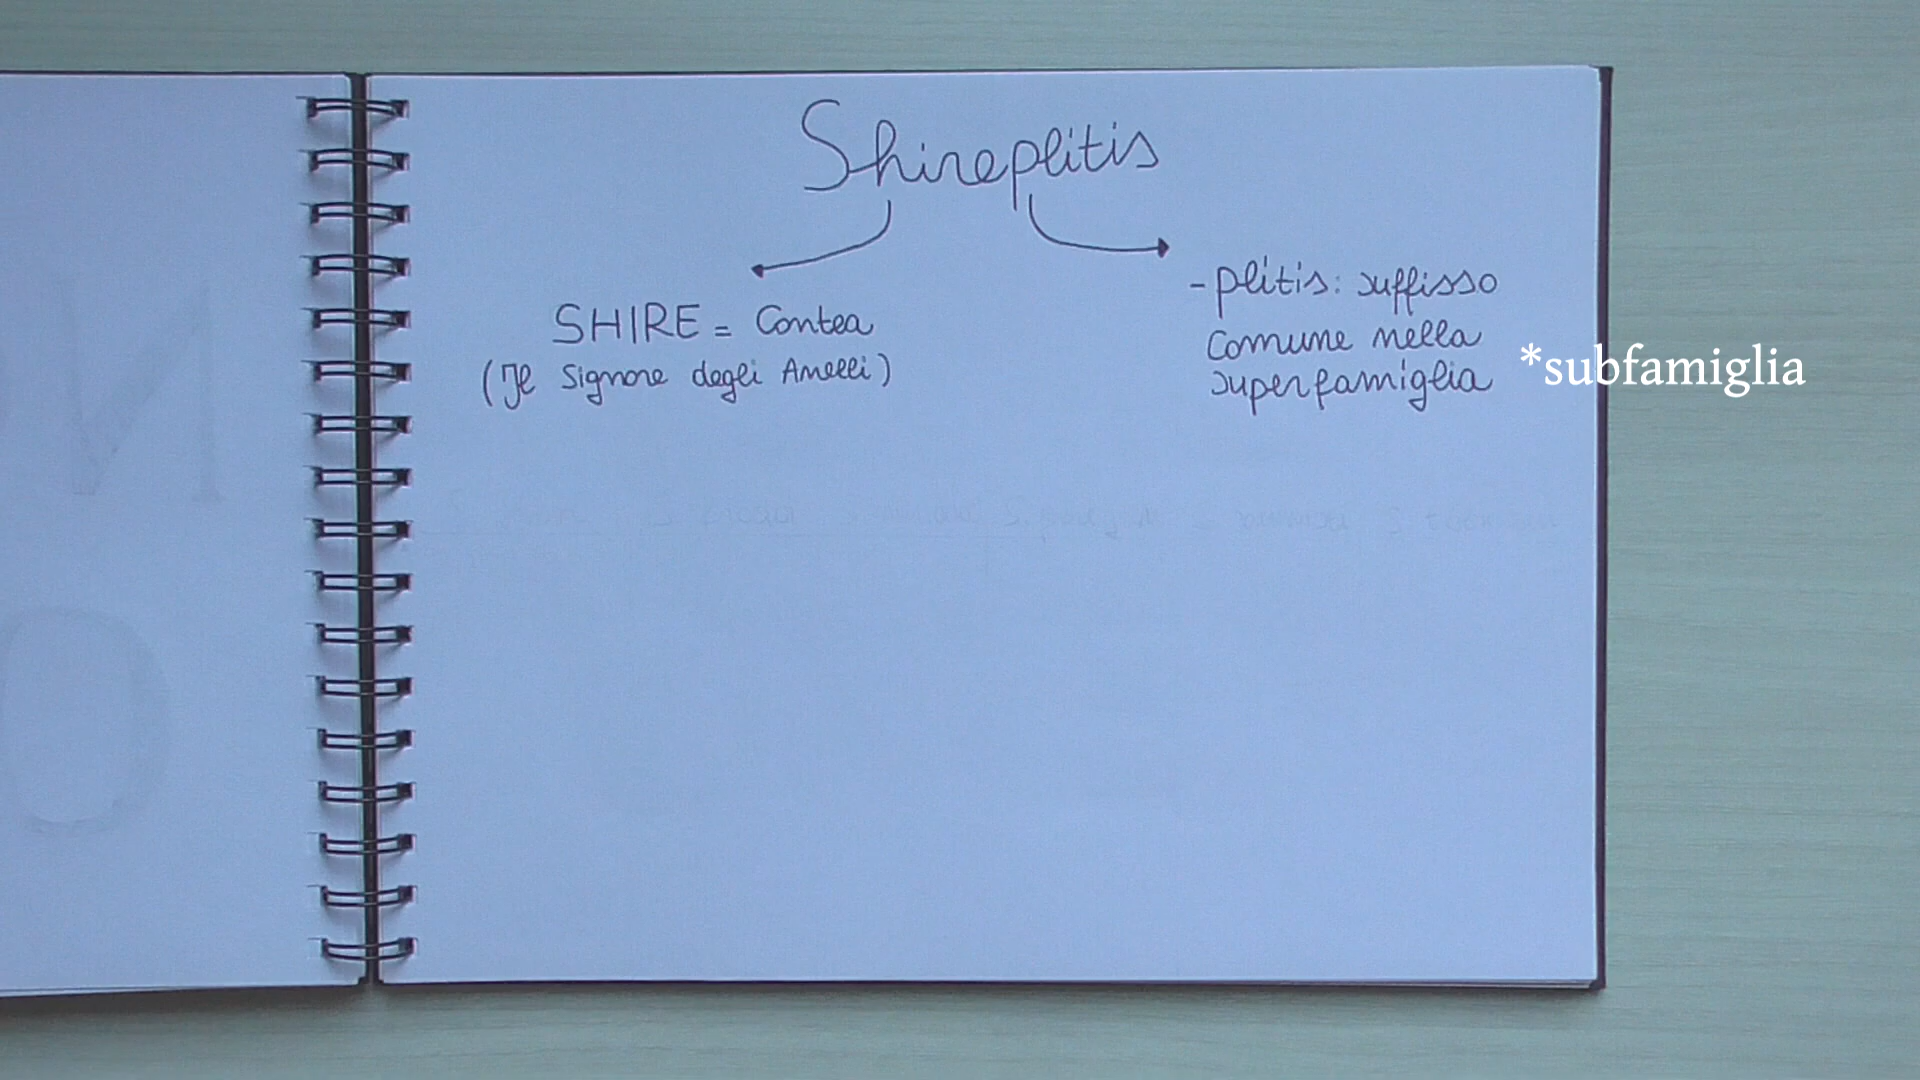 Shireplitis
SHIRE = Contea
(Il Signore degli Anelli)
-plitis: suffisso
comune nella
superfamiglia
*subfamiglia